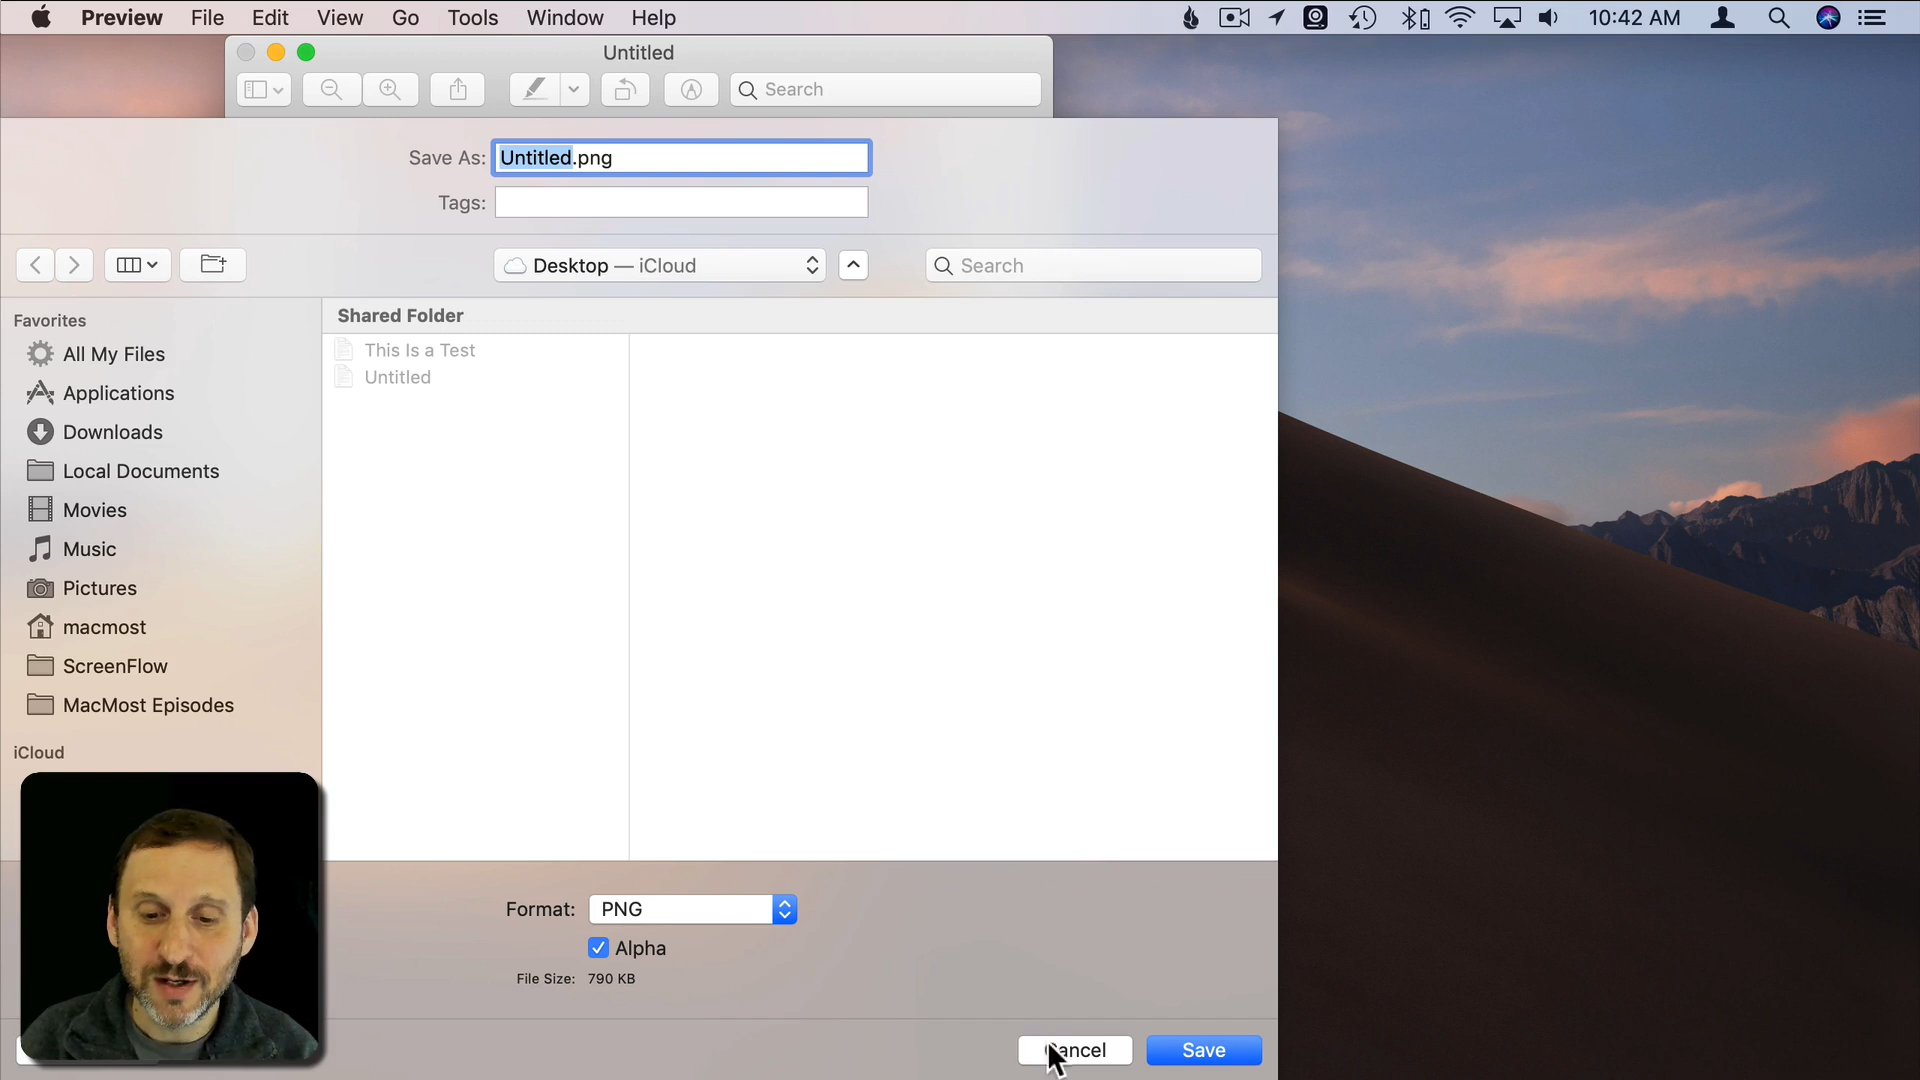 Preview File Edit View Go Tools Window Help 10:42 AM
Untitled
Search
Save As: Untitled.png
Tags:
Desktop — iCloud
Search
Favorites
All My Files
Applications
Downloads
Local Documents
Movies
Music
Pictures
macmost
ScreenFlow
MacMost Episodes
iCloud
Shared Folder
This Is a Test
Untitled
Format: PNG
Alpha
File Size: 790 KB
Cancel Save